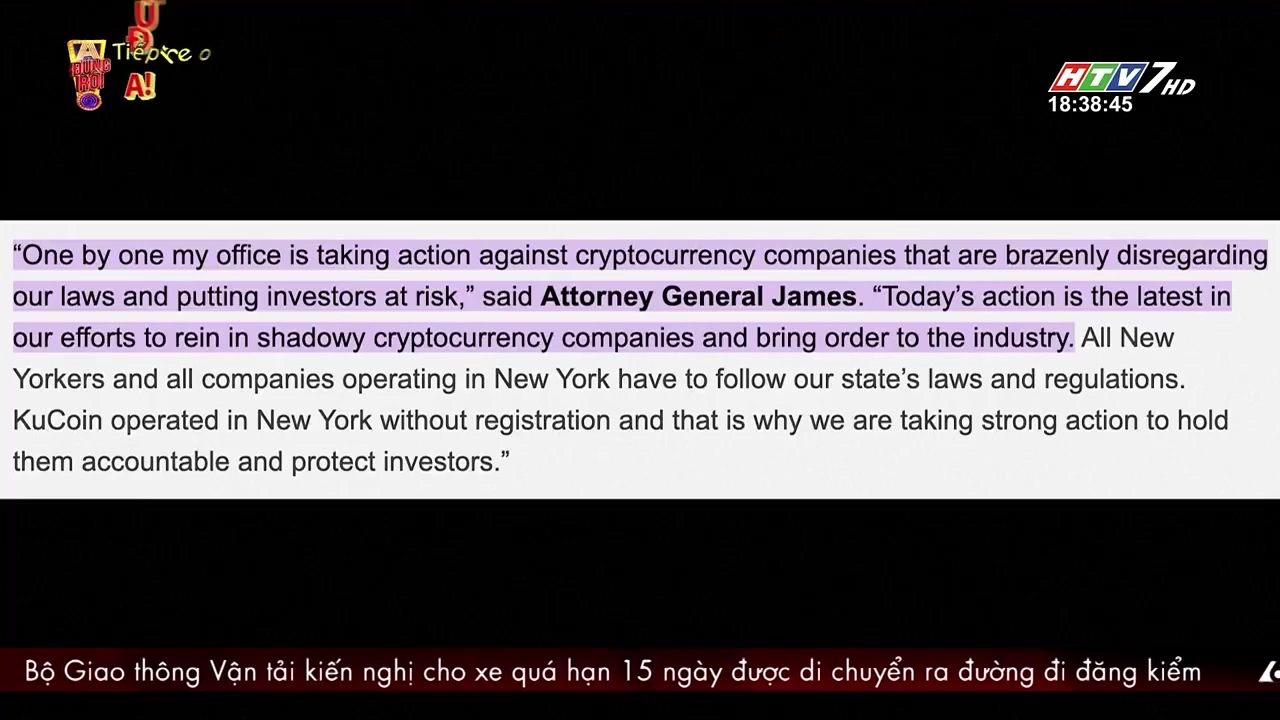 A
ĐÚNG
RỒI
Ú
Đ
A!
HTV7 HD
18:38:45
“One by one my office is taking action against cryptocurrency companies that are brazenly disregarding
our laws and putting investors at risk,” said Attorney General James. “Today’s action is the latest in
our efforts to rein in shadowy cryptocurrency companies and bring order to the industry. All New
Yorkers and all companies operating in New York have to follow our state’s laws and regulations.
KuCoin operated in New York without registration and that is why we are taking strong action to hold
them accountable and protect investors.”
Bộ Giao thông Vận tải kiến nghị cho xe quá hạn 15 ngày được di chuyển ra đường đi đăng kiểm